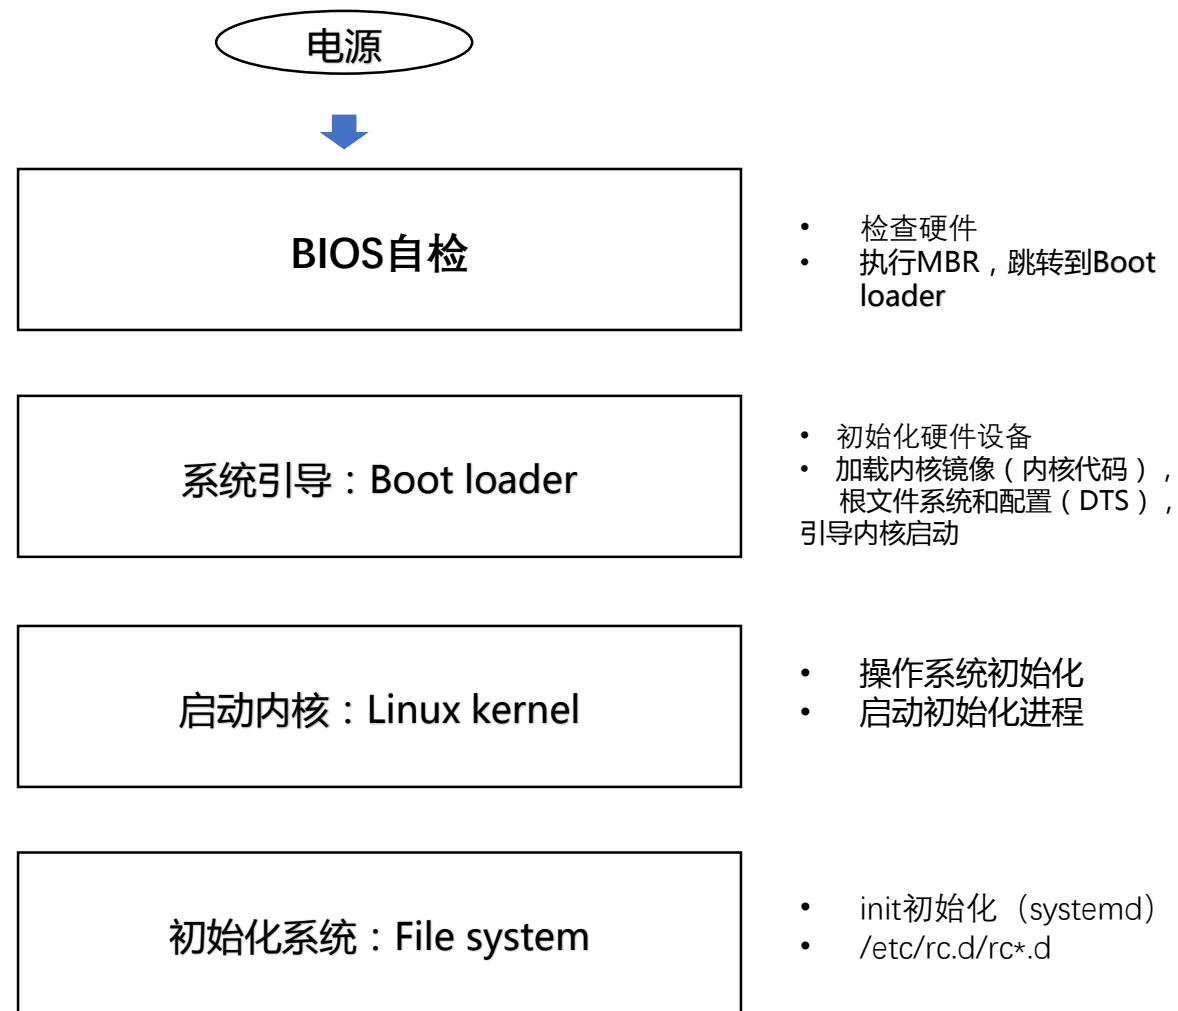 电源
BIOS自检
• 检查硬件
• 执行MBR，跳转到Boot
loader
系统引导：Boot loader
• 初始化硬件设备
• 加载内核镜像（内核代码），
根文件系统和配置（DTS），
引导内核启动
启动内核：Linux kernel
• 操作系统初始化
• 启动初始化进程
初始化系统：File system
• init初始化（systemd）
• /etc/rc.d/rc*.d